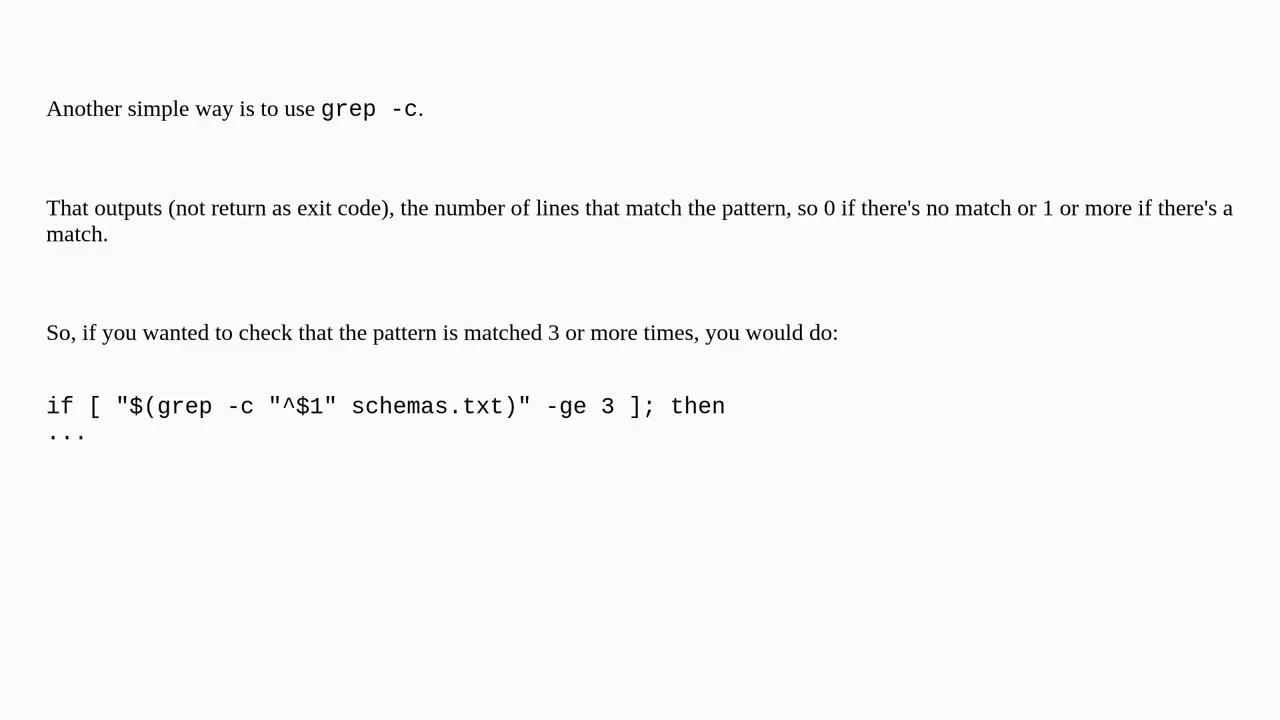 Another simple way is to use grep -c.
That outputs (not return as exit code), the number of lines that match the pattern, so 0 if there's no match or 1 or more if there's a
match.
So, if you wanted to check that the pattern is matched 3 or more times, you would do:
if [ "$(grep -c "^$1" schemas.txt)" -ge 3 ]; then
...